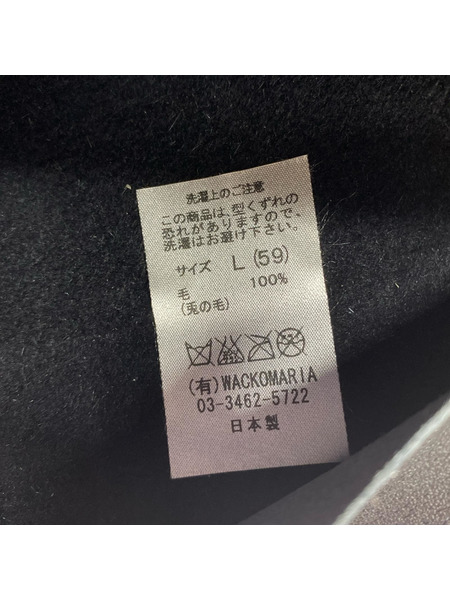 洗濯上のご注意
この商品は、型くずれの
恐れがありますので、
洗濯はお避け下さい。
サイズ L(59)
毛 100%
(兎の毛)
(有)WACKOMARIA
03-3462-5722
日本製